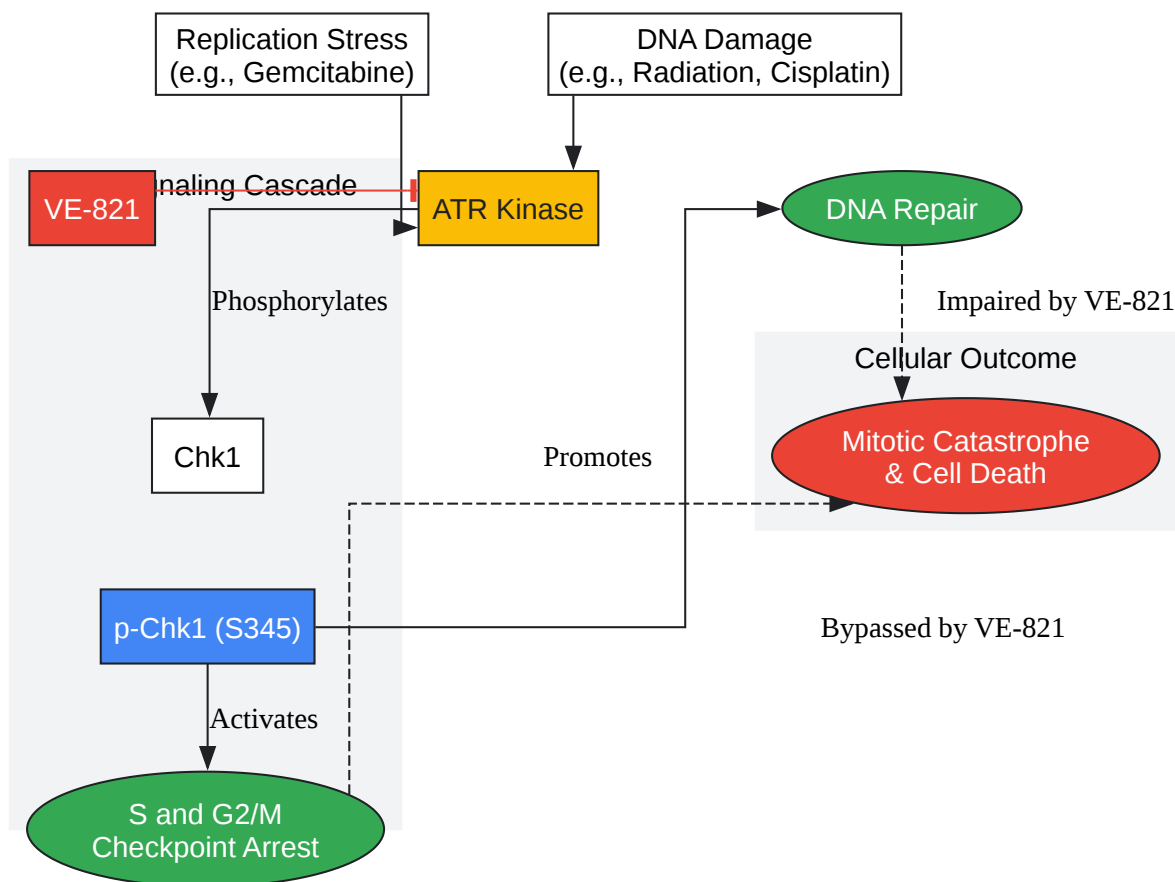 Replication Stress
(e.g., Gemcitabine)
DNA Damage
(e.g., Radiation, Cisplatin)
Cascade
VE-821
ATR Kinase
DNA Repair
Phosphorylates
Impaired by VE-821
Cellular Outcome
Mitotic Catastrophe
& Cell Death
Chk1
Promotes
p-Chk1 (S345)
Bypassed by VE-821
Activates
S and G2/M
Checkpoint Arrest